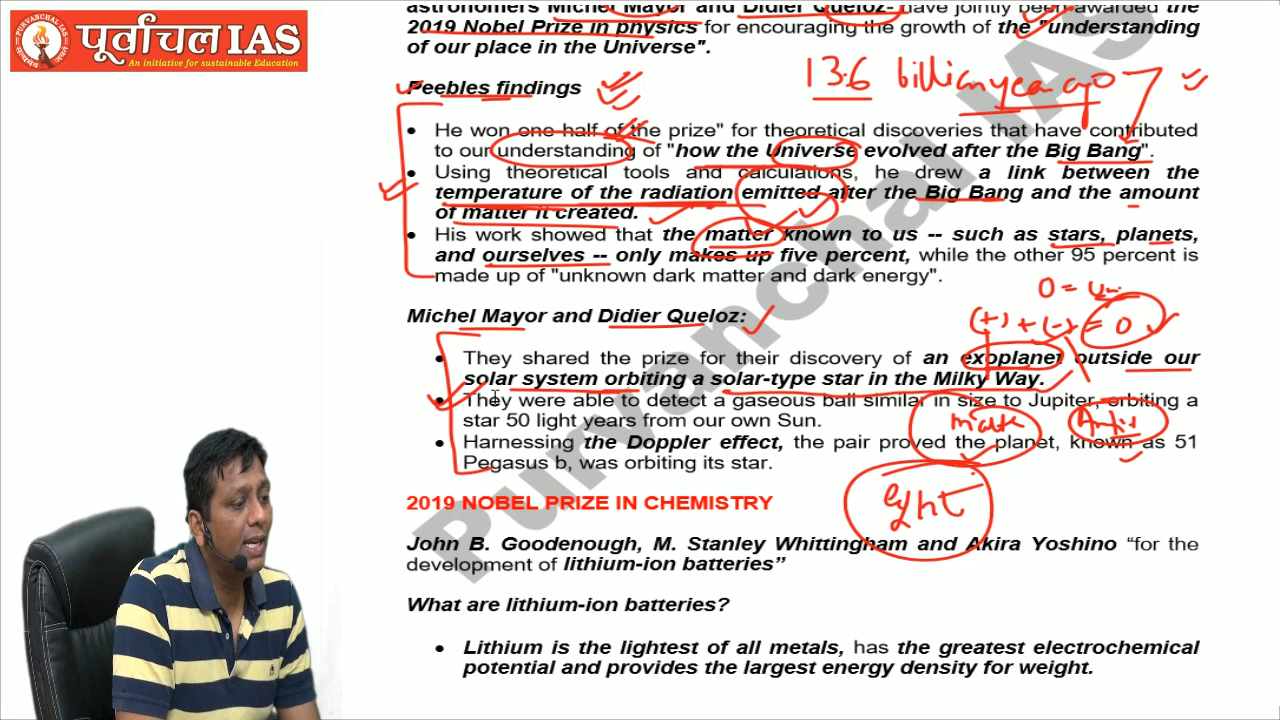 पूर्वांचल IAS
An initiative for sustainable Education
astronomers Michel Mayor and Didier Queloz- have jointly been awarded the
2019 Nobel Prize in physics for encouraging the growth of the "understanding
of our place in the Universe".
13.6 billion year ago
Peebles findings
• He won one half of the prize" for theoretical discoveries that have contributed
to our understanding of "how the Universe evolved after the Big Bang".
• Using theoretical tools and calculations, he drew a link between the
temperature of the radiation emitted after the Big Bang and the amount
of matter it created.
• His work showed that the matter known to us -- such as stars, planets,
and ourselves -- only makes up five percent, while the other 95 percent is
made up of "unknown dark matter and dark energy".
0 =
(+) + (-) = 0
Michel Mayor and Didier Queloz:
• They shared the prize for their discovery of an exoplanet outside our
solar system orbiting a solar-type star in the Milky Way.
• They were able to detect a gaseous ball similar in size to Jupiter, orbiting a
star 50 light years from our own Sun.
• Harnessing the Doppler effect, the pair proved the planet, known as 51
Pegasus b, was orbiting its star.
2019 NOBEL PRIZE IN CHEMISTRY
John B. Goodenough, M. Stanley Whittingham and Akira Yoshino “for the
development of lithium-ion batteries”
What are lithium-ion batteries?
• Lithium is the lightest of all metals, has the greatest electrochemical
potential and provides the largest energy density for weight.
Purvanchal IAS